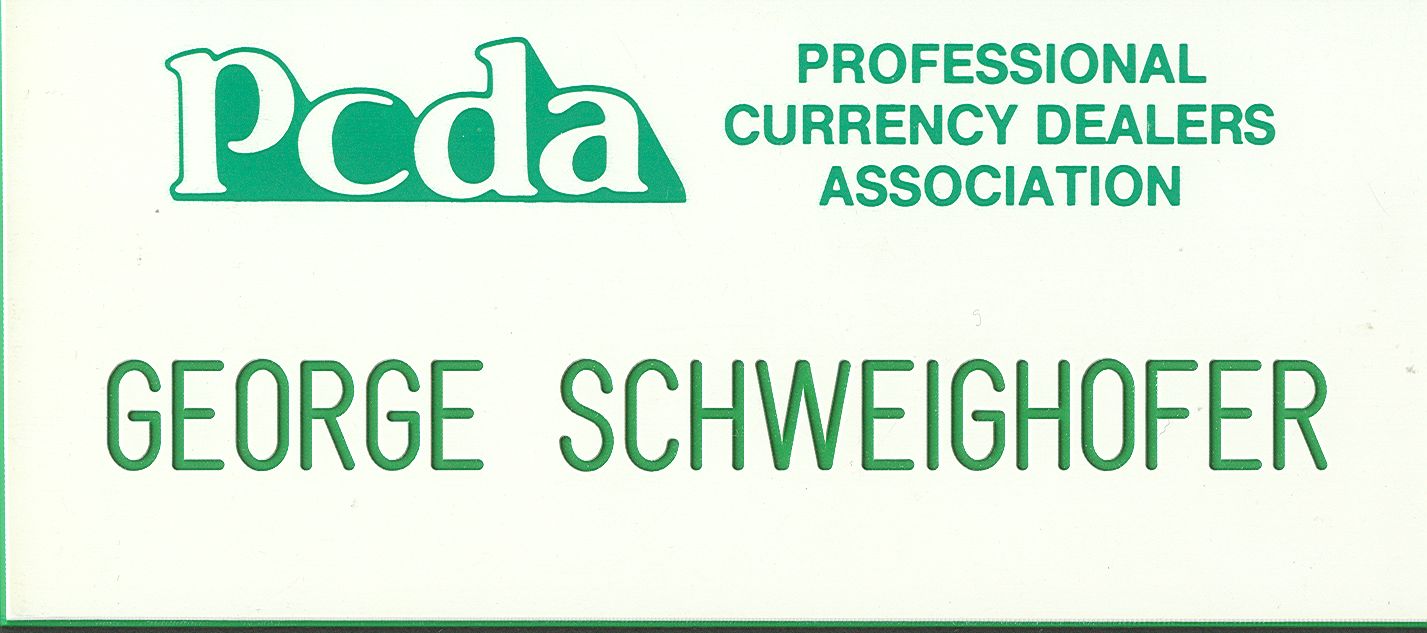 pcda
PROFESSIONAL
CURRENCY DEALERS
ASSOCIATION
GEORGE SCHWEIGHOFER